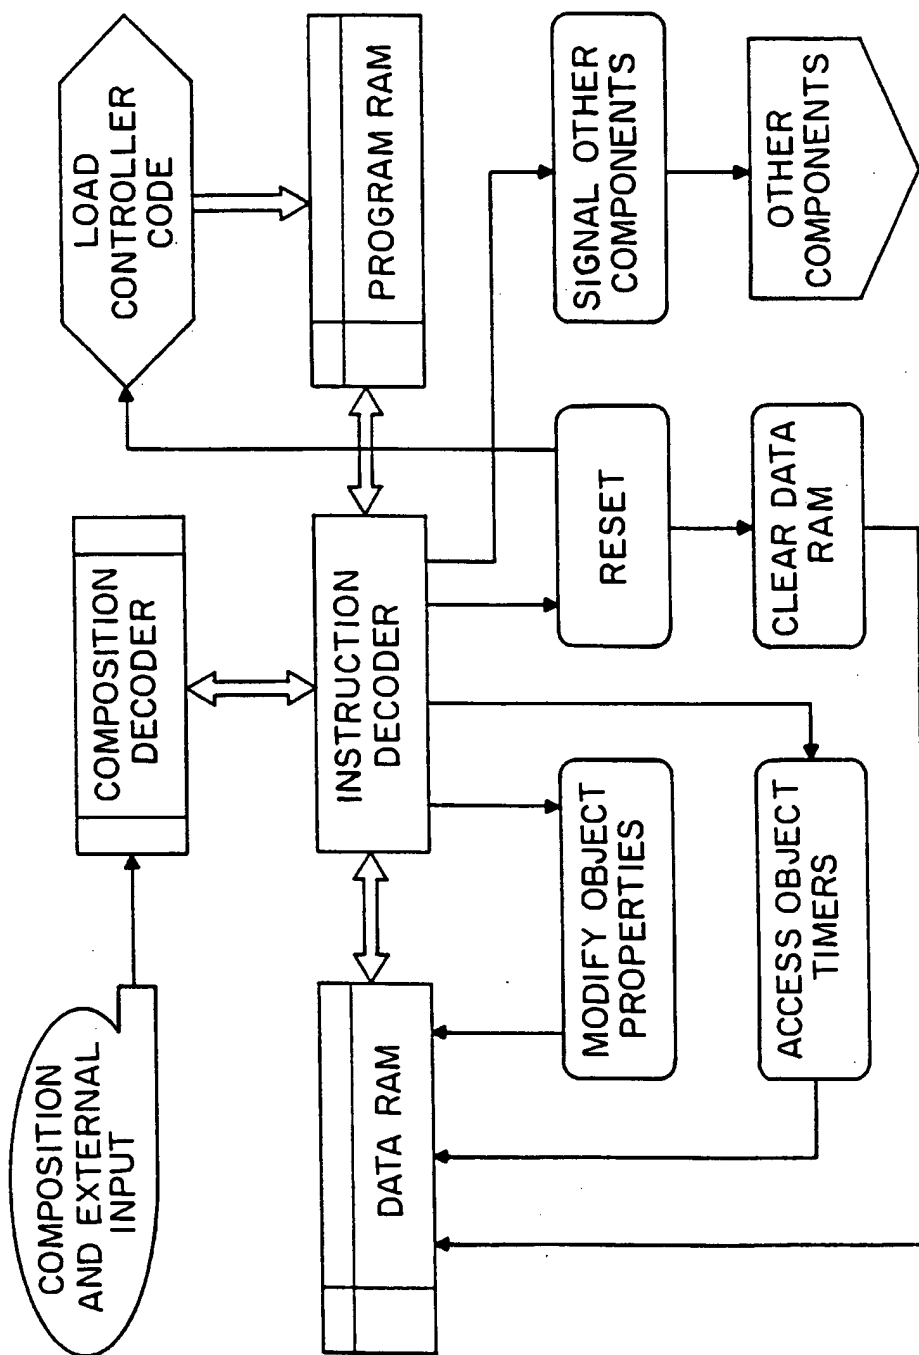 COMPOSITION
AND EXTERNAL
INPUT
COMPOSITION
DECODER
LOAD
CONTROLLER
CODE
DATA RAM
INSTRUCTION
DECODER
PROGRAM RAM
MODIFY OBJECT
PROPERTIES
RESET
SIGNAL OTHER
COMPONENTS
ACCESS OBJECT
TIMERS
CLEAR DATA
RAM
OTHER
COMPONENTS